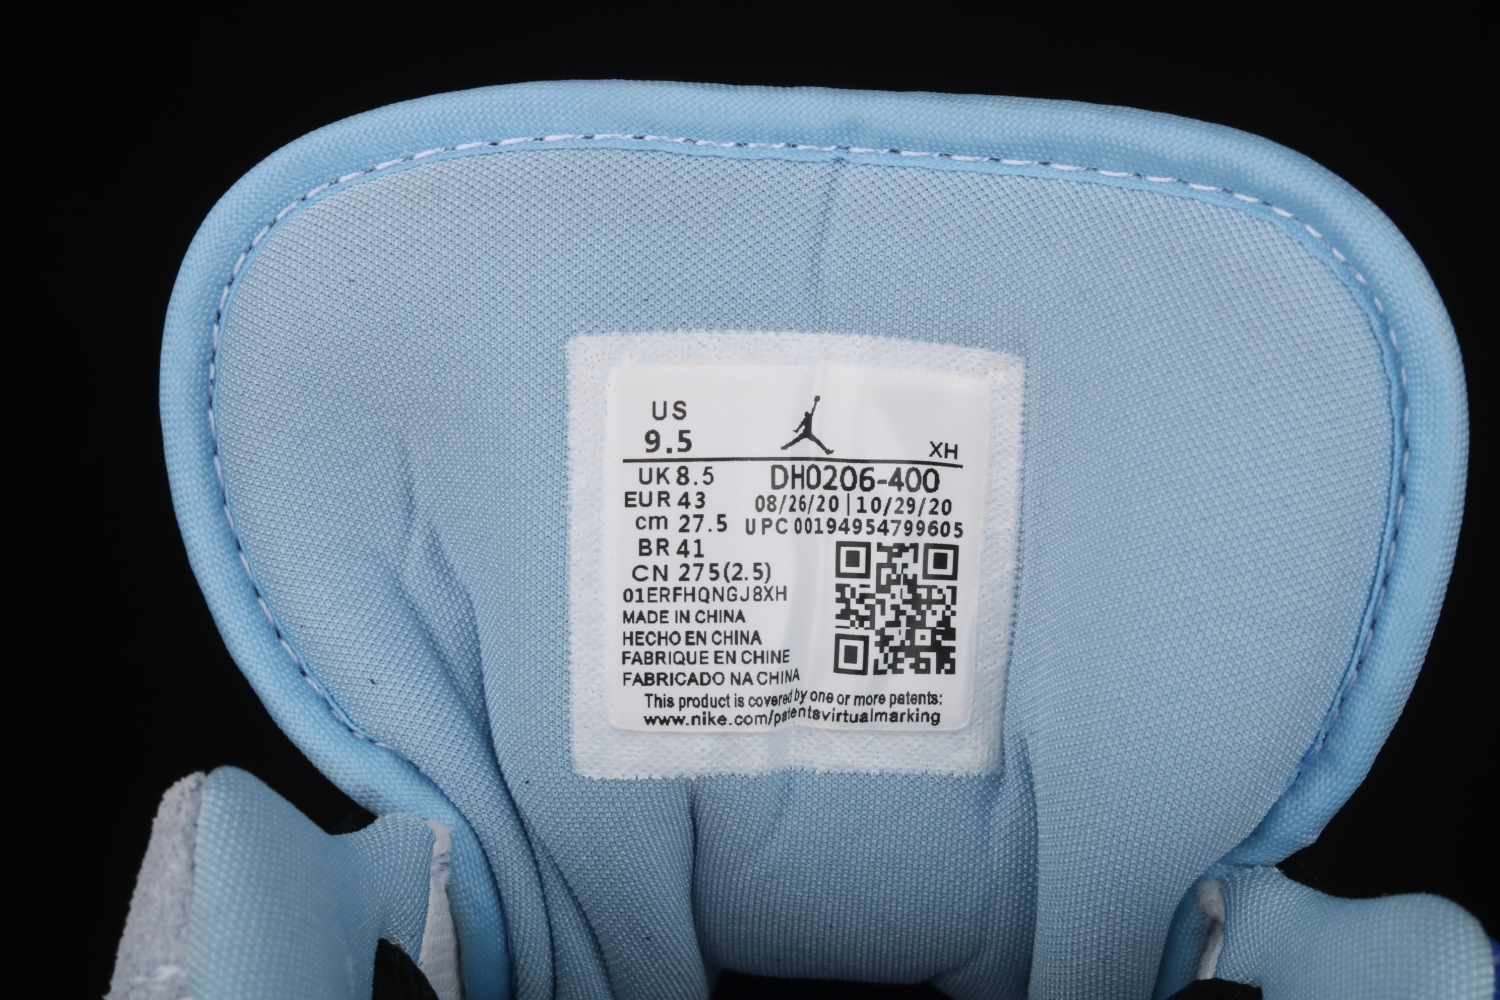 US
9.5
XH
UK 8.5
DH0206-400
EUR 43
08/26/20 | 10/29/20
cm 27.5
UPC 00194954799605
BR 41
CN 275(2.5)
01ERFHQNGJ8XH
MADE IN CHINA
HECHO EN CHINA
FABRIQUE EN CHINE
FABRICADO NA CHINA
This product is covered by one or more patents:
www.nike.com/patentsvirtualmarking